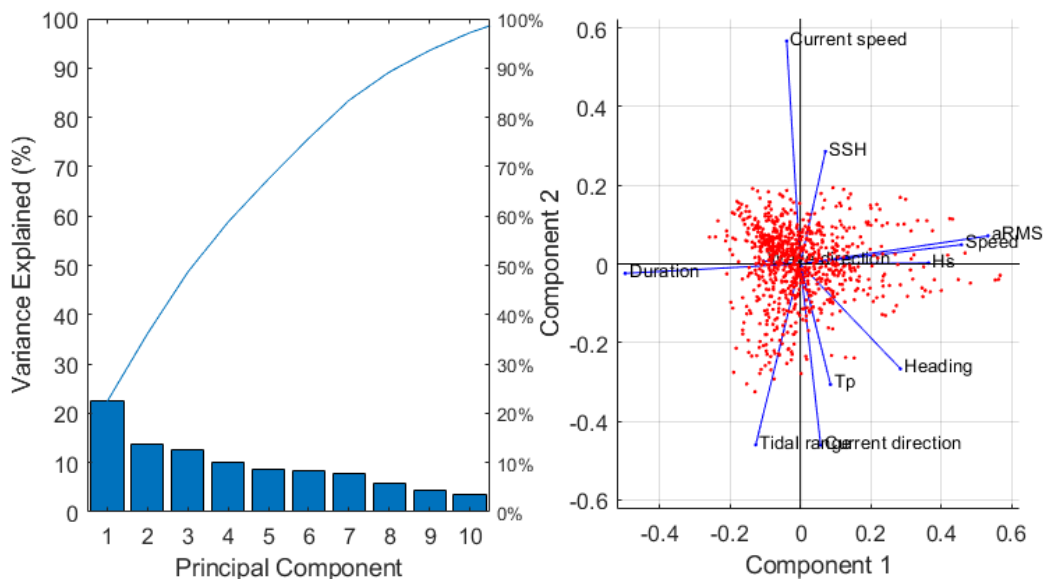 100
90
80
70
60
50
40
30
20
10
0
100%
90%
80%
70%
60%
50%
40%
30%
20%
10%
0%
Variance Explained (%)
1 2 3 4 5 6 7 8 9 10
Principal Component
0.6
0.4
0.2
0
-0.2
-0.4
-0.6
Component 2
Current speed
SSH
aRMS
Speed
Hs
direction
Duration
Heading
Tp
Tidal range
Current direction
-0.4 -0.2 0 0.2 0.4 0.6
Component 1